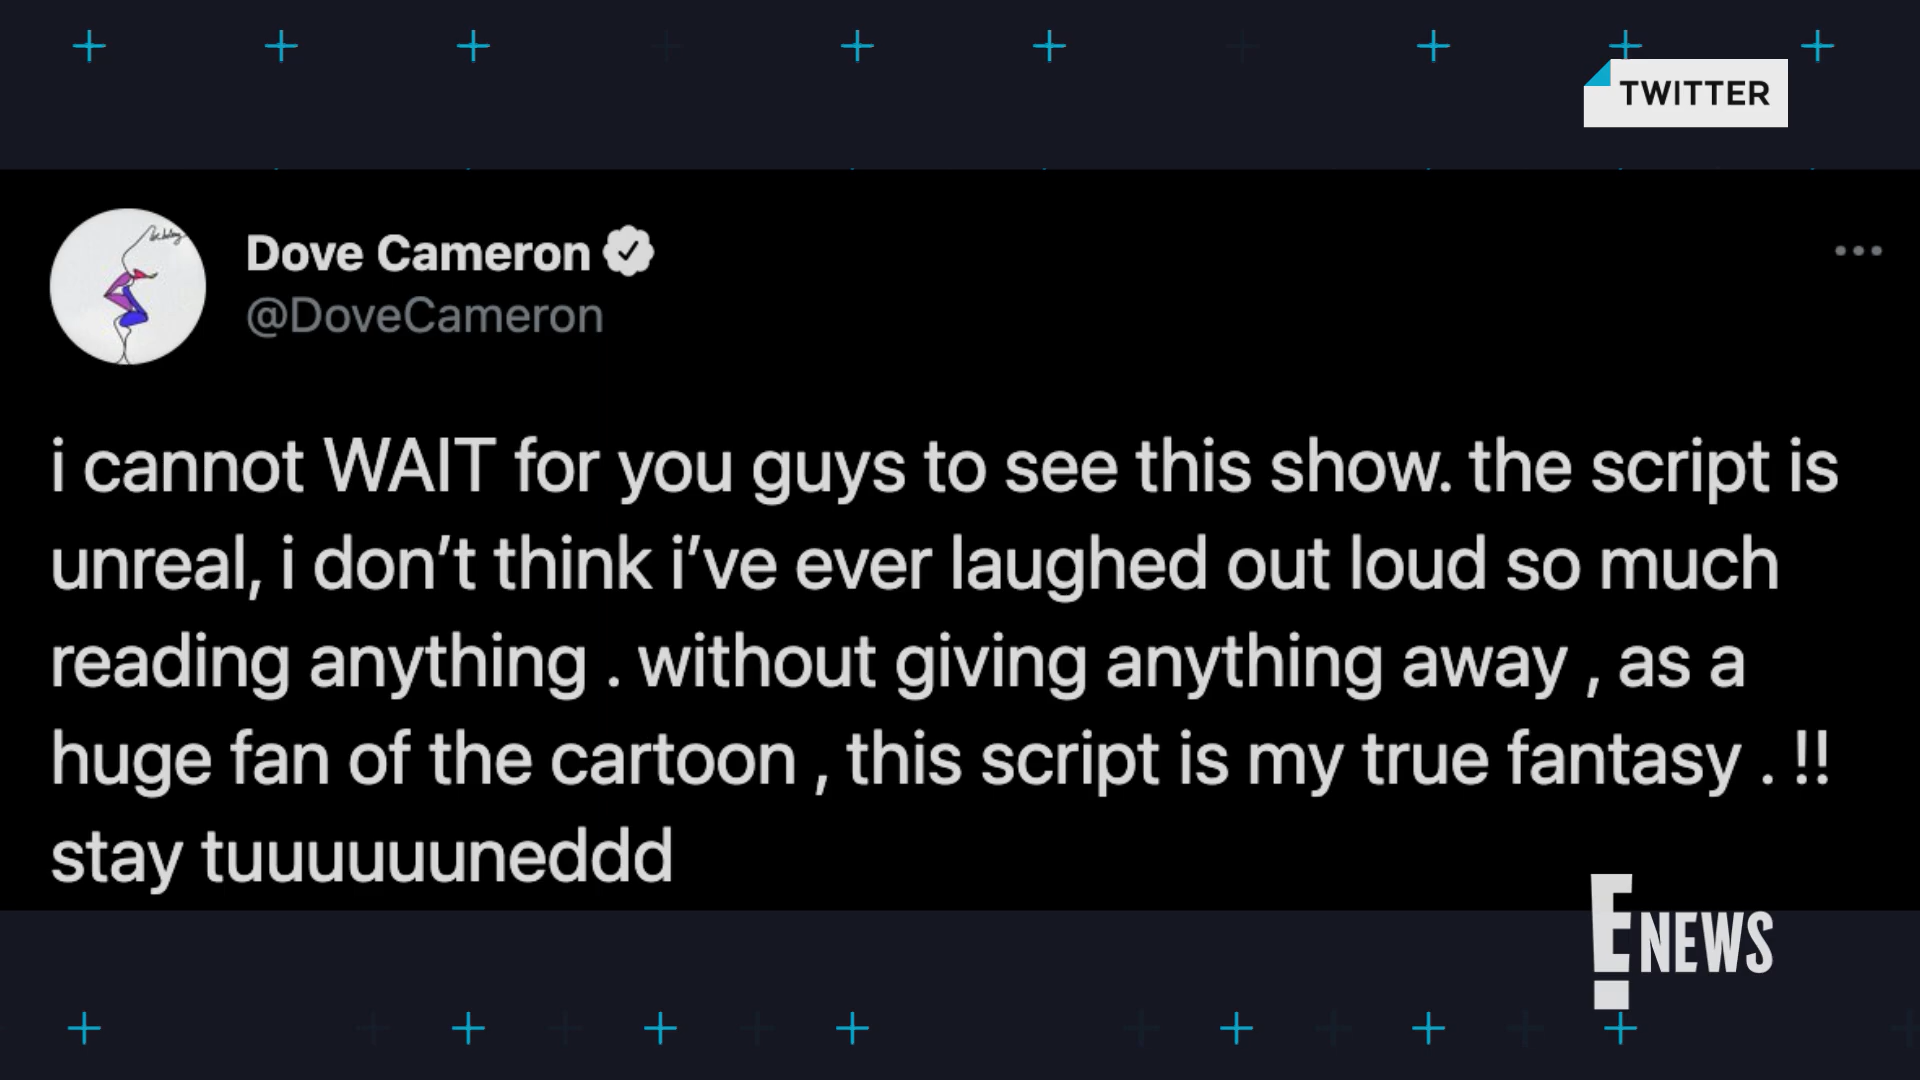 TWITTER
Dove Cameron
@DoveCameron
i cannot WAIT for you guys to see this show. the script is
unreal, i don’t think i’ve ever laughed out loud so much
reading anything . without giving anything away , as a
huge fan of the cartoon , this script is my true fantasy . !!
stay tuuuuuuneddd
E! NEWS